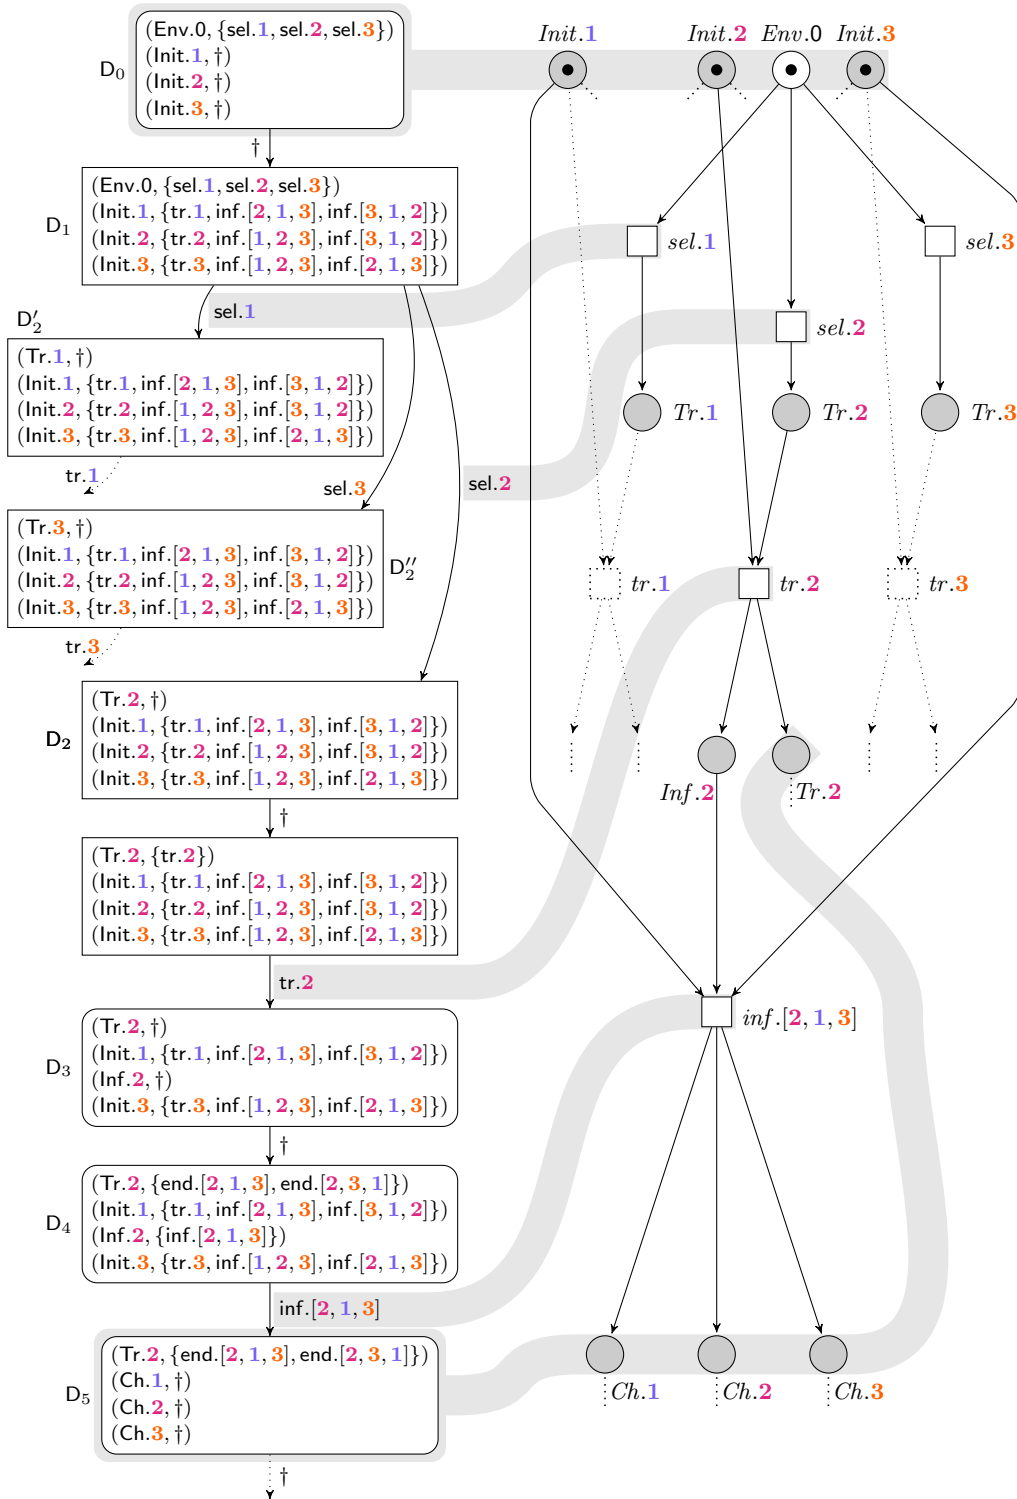 D0
(Env.0, {sel.1, sel.2, sel.3})
(Init.1, †)
(Init.2, †)
(Init.3, †)
†
D1
(Env.0, {sel.1, sel.2, sel.3})
(Init.1, {tr.1, inf.[2, 1, 3], inf.[3, 1, 2]})
(Init.2, {tr.2, inf.[1, 2, 3], inf.[3, 1, 2]})
(Init.3, {tr.3, inf.[1, 2, 3], inf.[2, 1, 3]})
sel.1
D′2
(Tr.1, †)
(Init.1, {tr.1, inf.[2, 1, 3], inf.[3, 1, 2]})
(Init.2, {tr.2, inf.[1, 2, 3], inf.[3, 1, 2]})
(Init.3, {tr.3, inf.[1, 2, 3], inf.[2, 1, 3]})
tr.1
sel.3
sel.2
D′′2
(Tr.3, †)
(Init.1, {tr.1, inf.[2, 1, 3], inf.[3, 1, 2]})
(Init.2, {tr.2, inf.[1, 2, 3], inf.[3, 1, 2]})
(Init.3, {tr.3, inf.[1, 2, 3], inf.[2, 1, 3]})
tr.3
D2
(Tr.2, †)
(Init.1, {tr.1, inf.[2, 1, 3], inf.[3, 1, 2]})
(Init.2, {tr.2, inf.[1, 2, 3], inf.[3, 1, 2]})
(Init.3, {tr.3, inf.[1, 2, 3], inf.[2, 1, 3]})
†
(Tr.2, {tr.2})
(Init.1, {tr.1, inf.[2, 1, 3], inf.[3, 1, 2]})
(Init.2, {tr.2, inf.[1, 2, 3], inf.[3, 1, 2]})
(Init.3, {tr.3, inf.[1, 2, 3], inf.[2, 1, 3]})
tr.2
D3
(Tr.2, †)
(Init.1, {tr.1, inf.[2, 1, 3], inf.[3, 1, 2]})
(Inf.2, †)
(Init.3, {tr.3, inf.[1, 2, 3], inf.[2, 1, 3]})
†
D4
(Tr.2, {end.[2, 1, 3], end.[2, 3, 1]})
(Init.1, {tr.1, inf.[2, 1, 3], inf.[3, 1, 2]})
(Inf.2, {inf.[2, 1, 3]})
(Init.3, {tr.3, inf.[1, 2, 3], inf.[2, 1, 3]})
inf.[2, 1, 3]
D5
(Tr.2, {end.[2, 1, 3], end.[2, 3, 1]})
(Ch.1, †)
(Ch.2, †)
(Ch.3, †)
†
Init.1 Init.2 Env.0 Init.3
sel.1 sel.3
sel.2
Tr.1 Tr.2 Tr.3
tr.1 tr.2 tr.3
Inf.2 Tr.2
inf.[2, 1, 3]
Ch.1 Ch.2 Ch.3